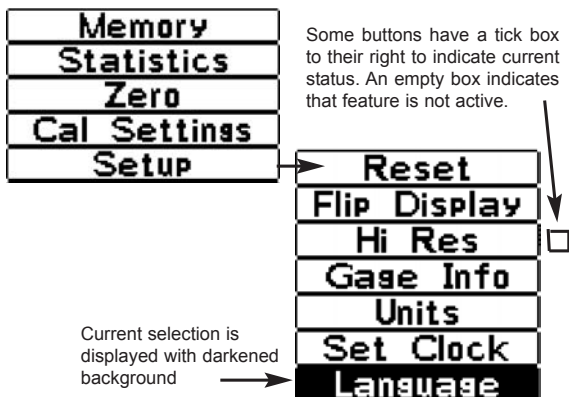 Memory
Statistics
Zero
Cal Settings
Setup
Some buttons have a tick box
to their right to indicate current
status. An empty box indicates
that feature is not active.
Reset
Flip Display
Hi Res
Gage Info
Units
Set Clock
Language
Current selection is
displayed with darkened
background